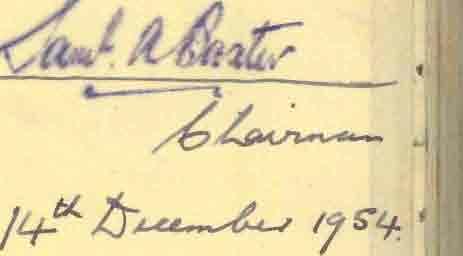 Saml. A Baxter
Chairman
14th December 1954.